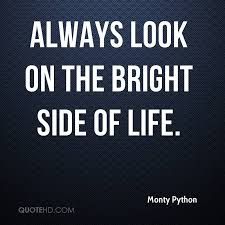 ALWAYS LOOK
ON THE BRIGHT
SIDE OF LIFE.
Monty Python
QUOTEHD.COM